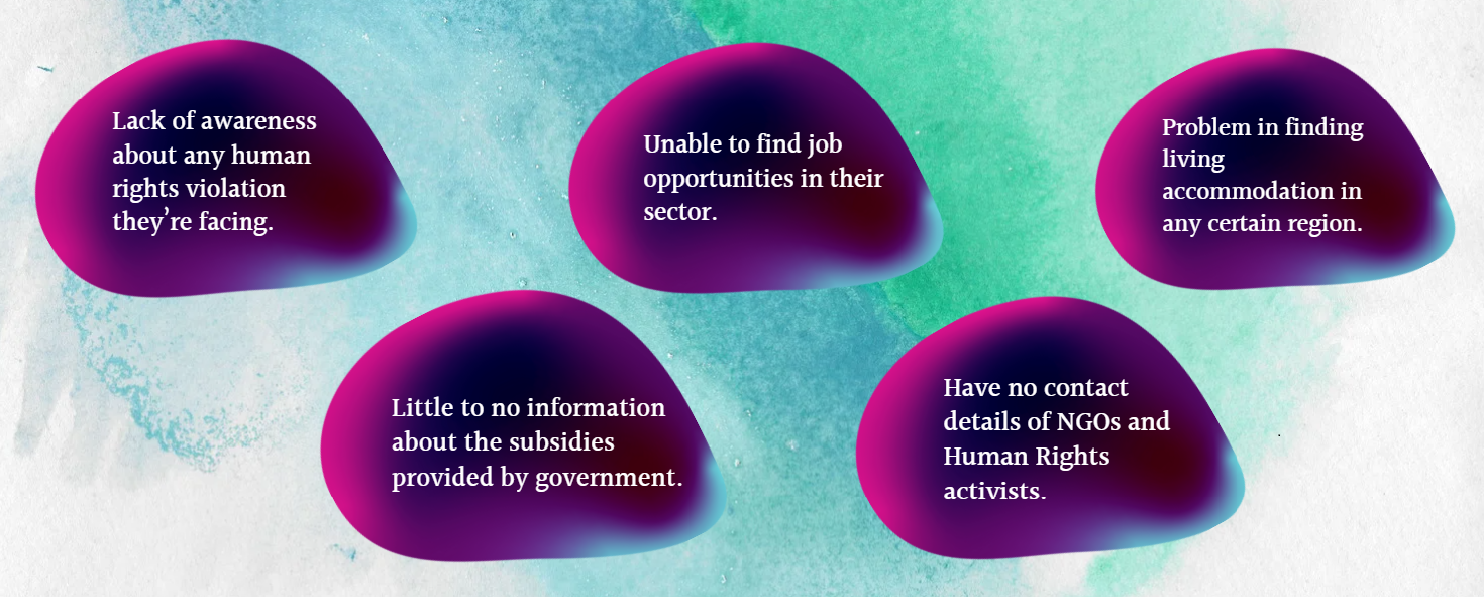 Lack of awareness
about any human
rights violation
they're facing.
Unable to find job
opportunities in their
sector.
Problem in finding
living
accommodation in
any certain region.
Little to no information
about the subsidies
provided by government.
Have no contact
details of NGOs and
Human Rights
activists.